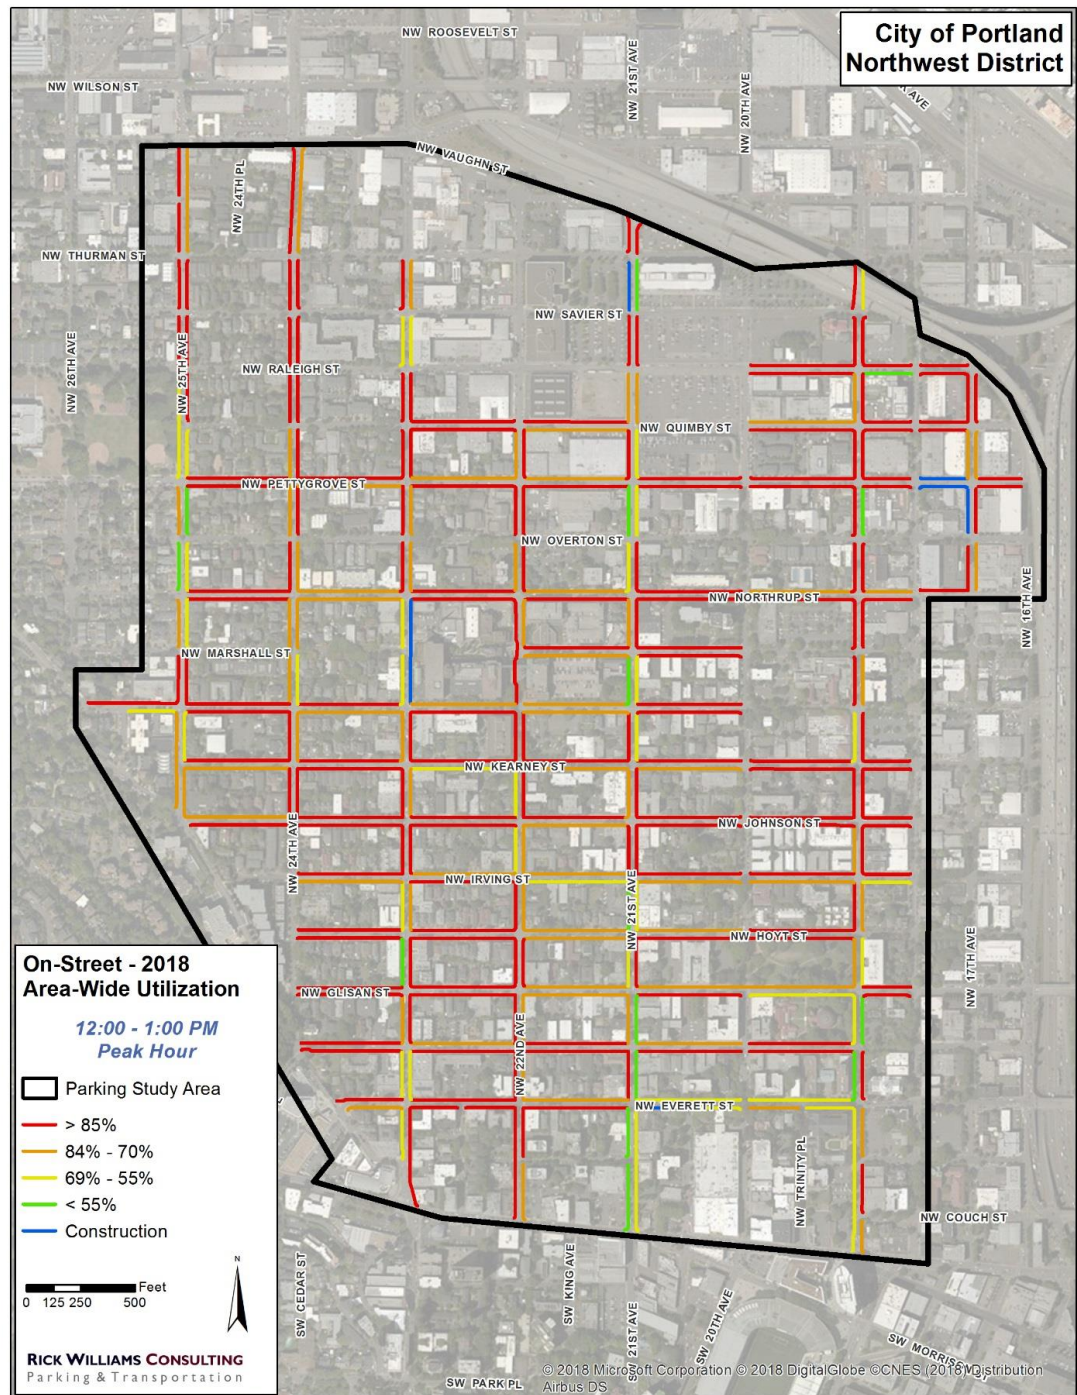 City of Portland
Northwest District
NW ROOSEVELT ST
NW WILSON ST
NW 21ST AVE
NW 20TH AVE
AVE
NW VAUGHN ST
NW 24TH PL
NW THURMAN ST
NW SAVIER ST
NW 26TH AVE
NW 25TH AVE
NW RALEIGH ST
NW QUIMBY ST
NW PETTYGROVE ST
NW OVERTON ST
NW NORTHRUP ST
NW 16TH AVE
NW MARSHALL ST
NW KEARNEY ST
NW JOHNSON ST
NW 24TH AVE
NW IRVING ST
NW 21ST AVE
NW HOYT ST
NW 17TH AVE
NW GLISAN ST
NW 22ND AVE
NW EVERETT ST
NW TRINITY PL
NW COUCH ST
On-Street - 2018
Area-Wide Utilization
12:00 - 1:00 PM
Peak Hour
Parking Study Area
> 85%
84% - 70%
69% - 55%
< 55%
Construction
N
Feet
0 125 250 500
RICK WILLIAMS CONSULTING
Parking & Transportation
SW CEDAR ST
SW KING AVE
SW 21ST AVE
SW 20TH AVE
SW MORRISON ST
SW PARK PL
© 2018 Microsoft Corporation © 2018 DigitalGlobe ©CNES (2018) Distribution
Airbus DS